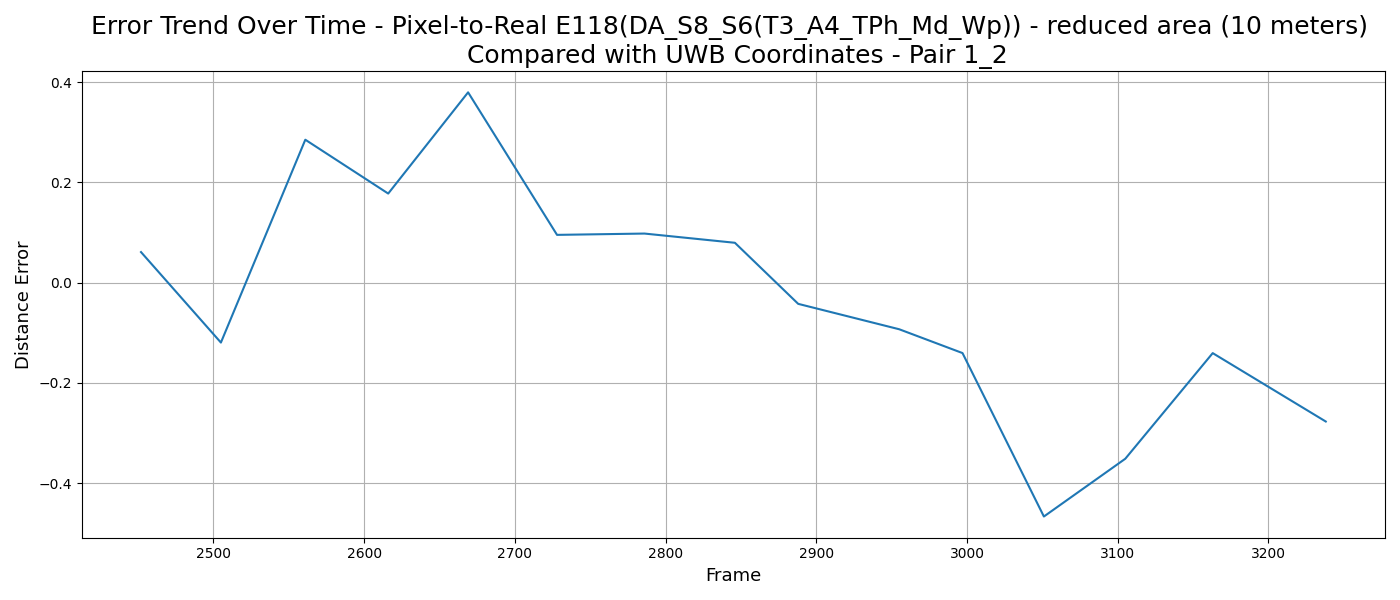 Error Trend Over Time - Pixel-to-Real E118(DA_S8_S6(T3_A4_TPh_Md_Wp)) - reduced area (10 meters)
Compared with UWB Coordinates - Pair 1_2
0.4
0.2
0.0
−0.2
−0.4
Distance Error
2500 2600 2700 2800 2900 3000 3100 3200
Frame